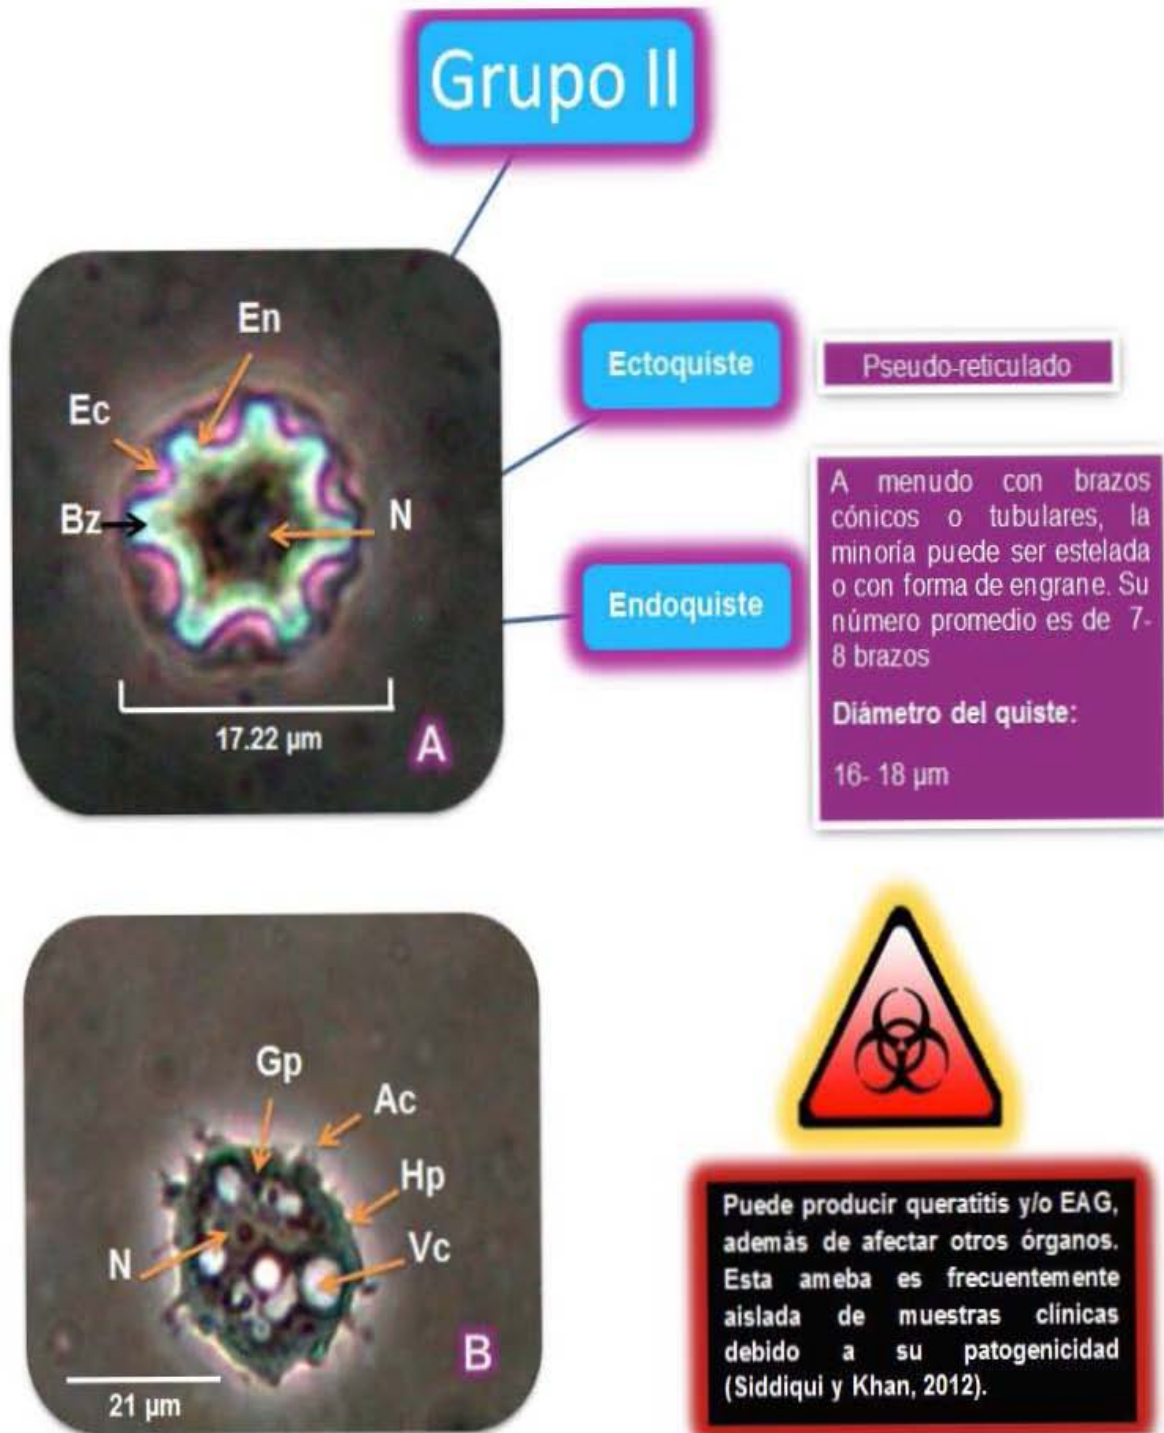 Grupo II
En
Ec
Bz
N
17.22 µm
A
Ectoquiste
Pseudo-reticulado
Endoquiste
A menudo con brazos
cónicos o tubulares, la
minoría puede ser estelada
o con forma de engrane. Su
número promedio es de 7-
8 brazos
Diámetro del quiste:
16- 18 µm
Gp
Ac
Hp
N
Vc
B
21 µm
Puede producir queratitis y/o EAG,
además de afectar otros órganos.
Esta ameba es frecuentemente
aislada de muestras clínicas
debido a su patogenicidad
(Siddiqui y Khan, 2012).